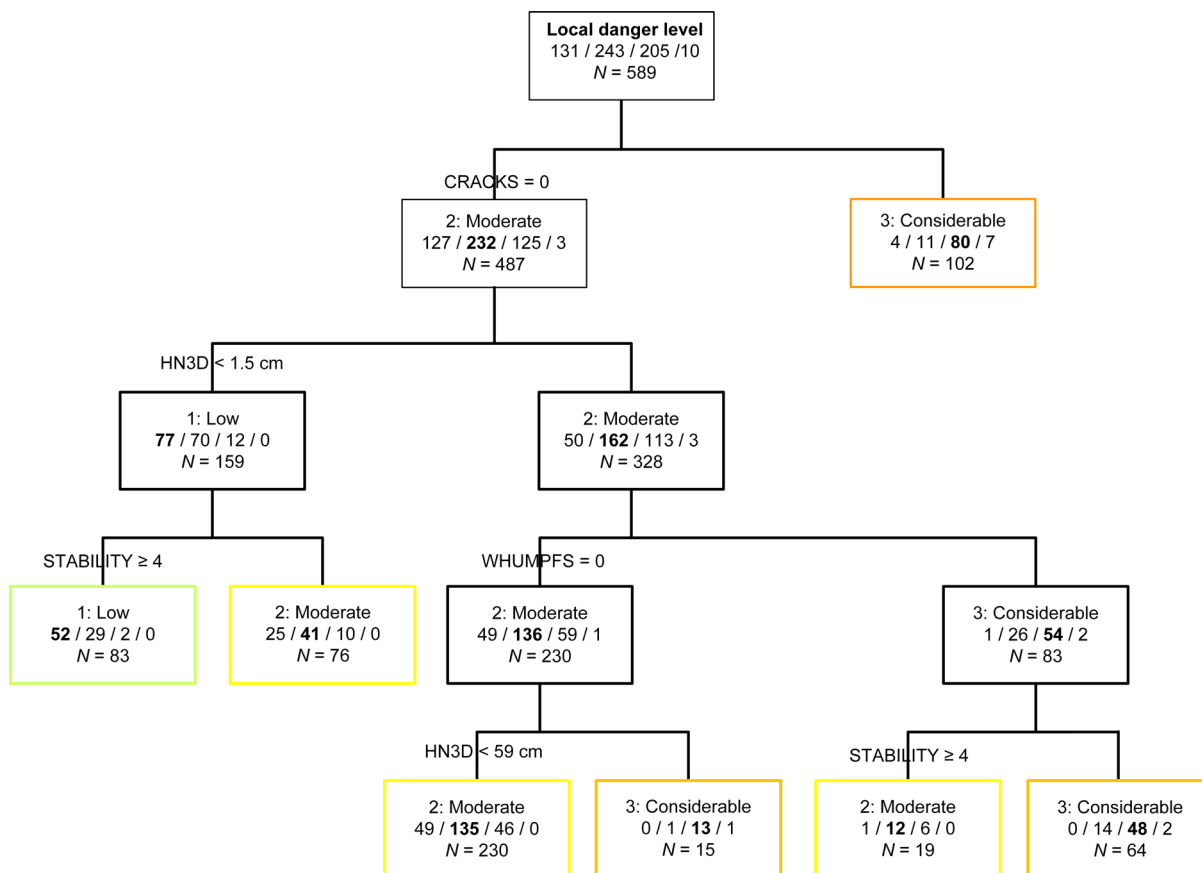 Local danger level
131 / 243 / 205 /10
N = 589
CRACKS = 0
2: Moderate
127 / 232 / 125 / 3
N = 487
3: Considerable
4 / 11 / 80 / 7
N = 102
HN3D < 1.5 cm
1: Low
77 / 70 / 12 / 0
N = 159
2: Moderate
50 / 162 / 113 / 3
N = 328
STABILITY ≥ 4
WHUMPFS = 0
1: Low
52 / 29 / 2 / 0
N = 83
2: Moderate
25 / 41 / 10 / 0
N = 76
2: Moderate
49 / 136 / 59 / 1
N = 230
3: Considerable
1 / 26 / 54 / 2
N = 83
HN3D < 59 cm
STABILITY ≥ 4
2: Moderate
49 / 135 / 46 / 0
N = 230
3: Considerable
0 / 1 / 13 / 1
N = 15
2: Moderate
1 / 12 / 6 / 0
N = 19
3: Considerable
0 / 14 / 48 / 2
N = 64